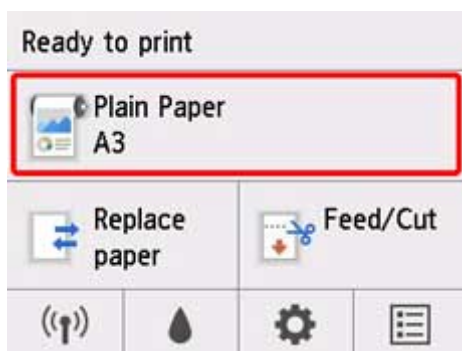 Ready to print
Plain Paper
A3
Replace
paper
Feed/Cut